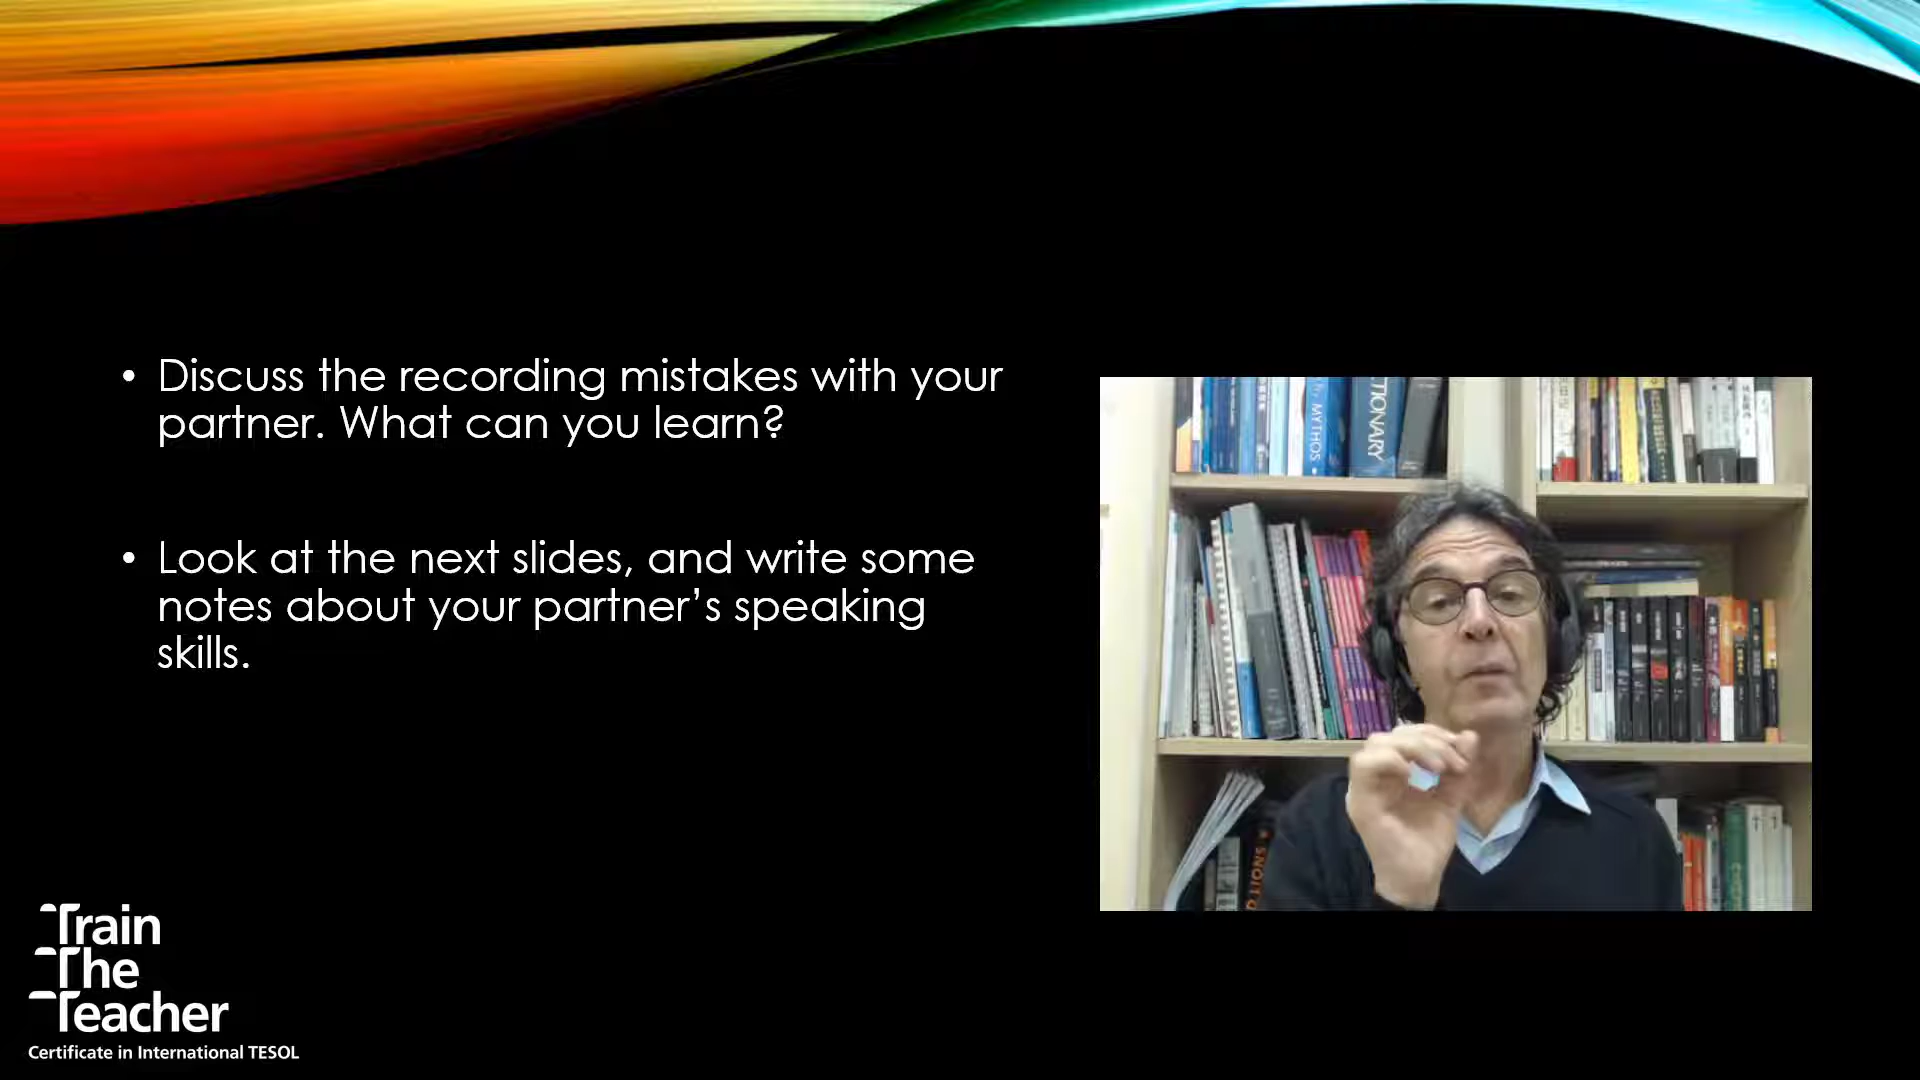 • Discuss the recording mistakes with your
partner. What can you learn?
• Look at the next slides, and write some
notes about your partner’s speaking
skills.
MYTHOS
CTIONARY
Train
The
Teacher
Certificate in International TESOL